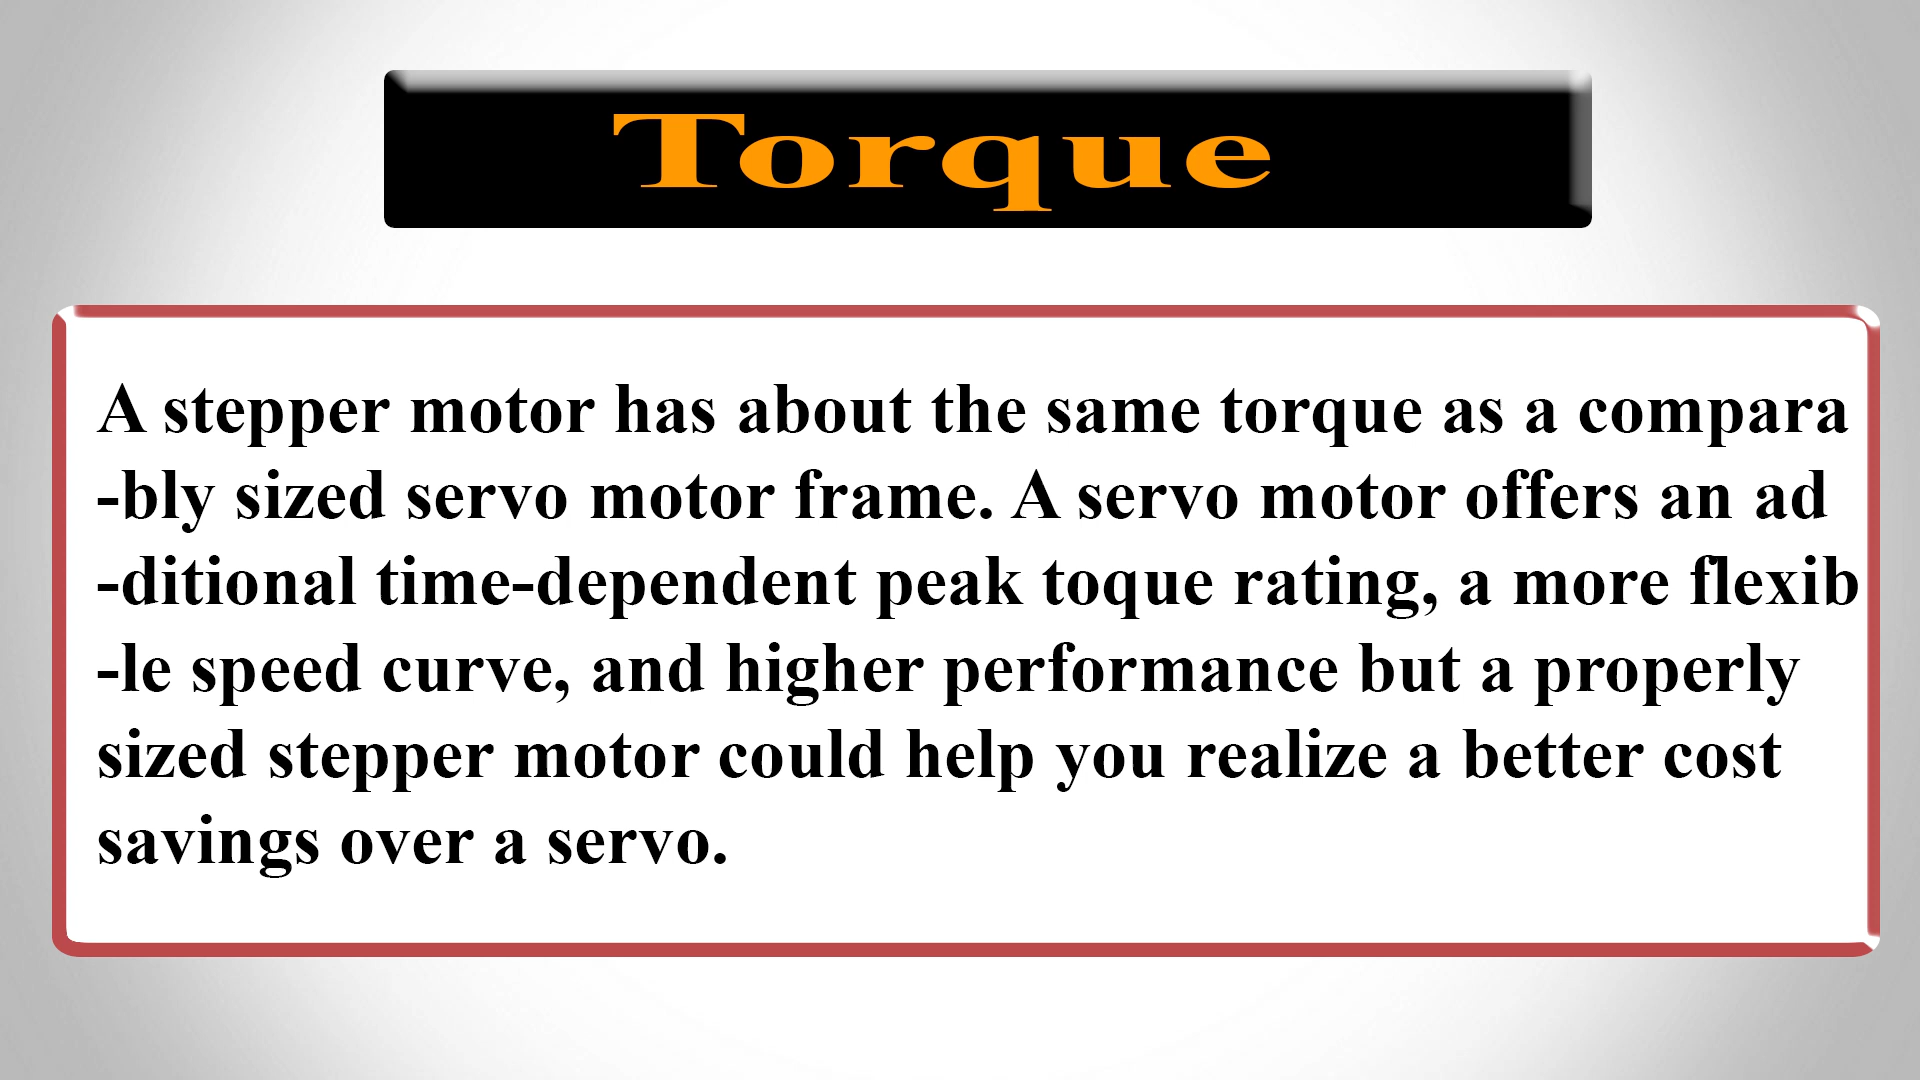 Torque
A stepper motor has about the same torque as a compara
-bly sized servo motor frame. A servo motor offers an ad
-ditional time-dependent peak toque rating, a more flexib
-le speed curve, and higher performance but a properly
sized stepper motor could help you realize a better cost
savings over a servo.